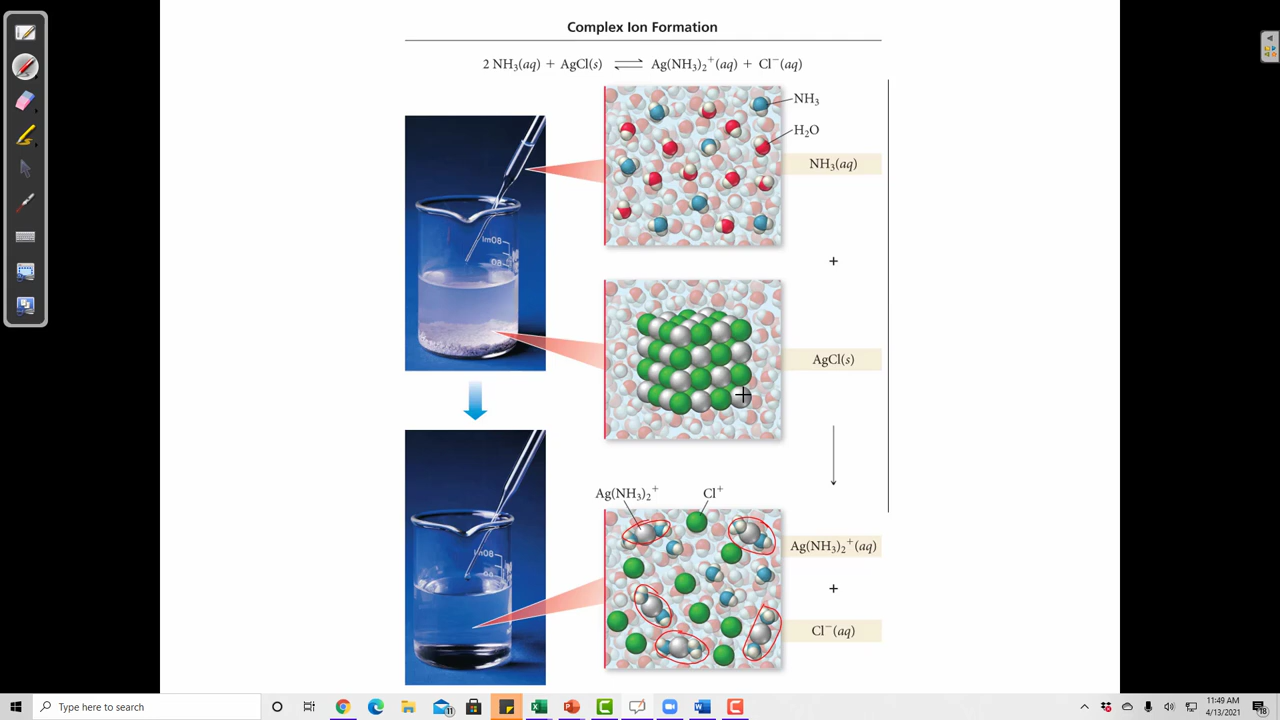 Complex Ion Formation
2 NH₃(aq) + AgCl(s) ⇌ Ag(NH₃)₂⁺(aq) + Cl⁻(aq)
NH₃
H₂O
NH₃(aq)
+
AgCl(s)
Ag(NH₃)₂⁺
Cl⁺
Ag(NH₃)₂⁺(aq)
+
Cl⁻(aq)
Type here to search
11
11:49 AM
4/13/2021
18